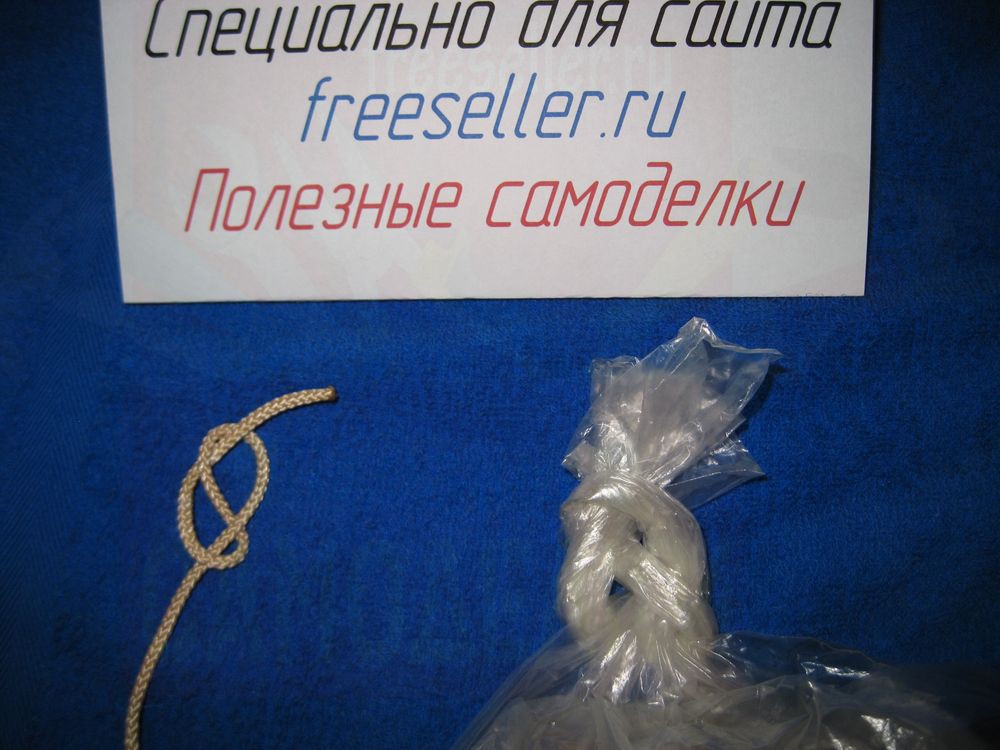 Специально для сайта
freeseller.ru
Полезные самоделки